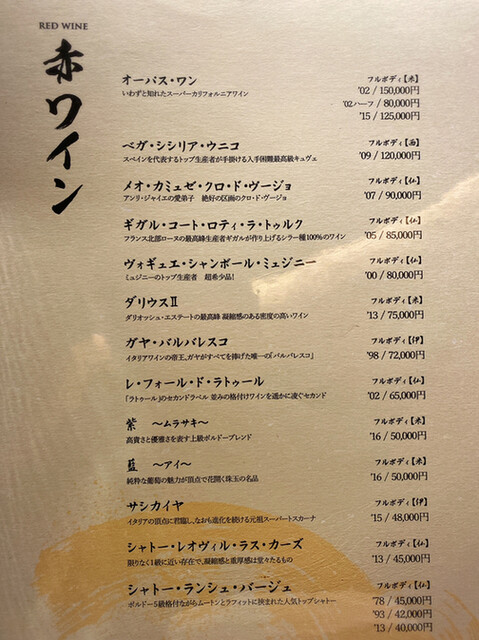 RED WINE
赤ワイン
オーパス・ワン フルボディ【米】
いわずと知れたスーパーカリフォルニアワイン '02 / 150,000円
'02ハーフ / 80,000円
'15 / 125,000円
ベガ・シシリア・ウニコ フルボディ【西】
スペインを代表するトップ生産者が手掛ける入手困難最高級キュヴェ '09 / 120,000円
メオ・カミュゼ・クロ・ド・ヴージョ フルボディ【仏】
アンリ・ジャイエの愛弟子 絶好の区画のクロ・ド・ヴージョ '07 / 90,000円
ギガル・コート・ロティ・ラ・トゥルク フルボディ【仏】
フランス北部ローヌの最高峰生産者ギガルが作り上げるシラー種100%のワイン '05 / 85,000円
ヴォギュエ・シャンボール・ミュジニー フルボディ【仏】
ミュジニーのトップ生産者 超希少品! '00 / 80,000円
ダリウスⅡ フルボディ【米】
ダリオッシュ・エステートの最高峰 凝縮感のある密度の高いワイン '13 / 75,000円
ガヤ・バルバレスコ フルボディ【伊】
イタリアワインの帝王、ガヤがすべてを捧げた唯一の「バルバレスコ」 '98 / 72,000円
レ・フォール・ド・ラトゥール フルボディ【仏】
「ラトゥール」のセカンドラベル 並みの格付けワインを遥かに凌ぐセカンド '02 / 65,000円
紫 ～ムラサキ～ フルボディ【米】
高貴さと優雅さを表す上級ボルドーブレンド '16 / 50,000円
藍 ～アイ～ フルボディ【米】
純粋な葡萄の魅力が頂点で花開く珠玉の名品 '16 / 50,000円
サシカイヤ フルボディ【伊】
イタリアの頂点に君臨し、なおも進化を続ける元祖スーパートスカーナ '15 / 48,000円
シャトー・レオヴィル・ラス・カーズ フルボディ【仏】
限りなく1級に近い存在で、凝縮感と重厚感は堂々たるもの '13 / 45,000円
シャトー・ランシュ・バージュ フルボディ【仏】
ボルドー5級格付ながらムートンとラフィットに挟まれた人気トップシャトー '78 / 45,000円
'93 / 42,000円
'13 / 40,000円